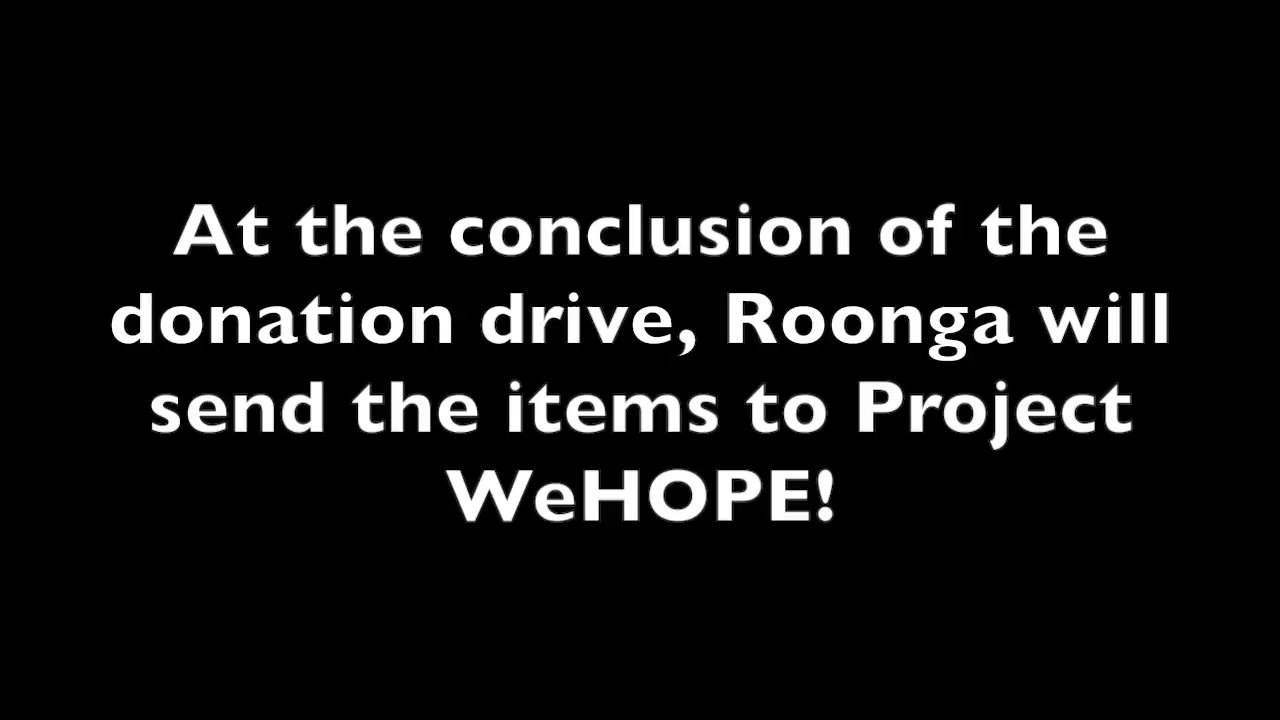 At the conclusion of the
donation drive, Roonga will
send the items to Project
WeHOPE!